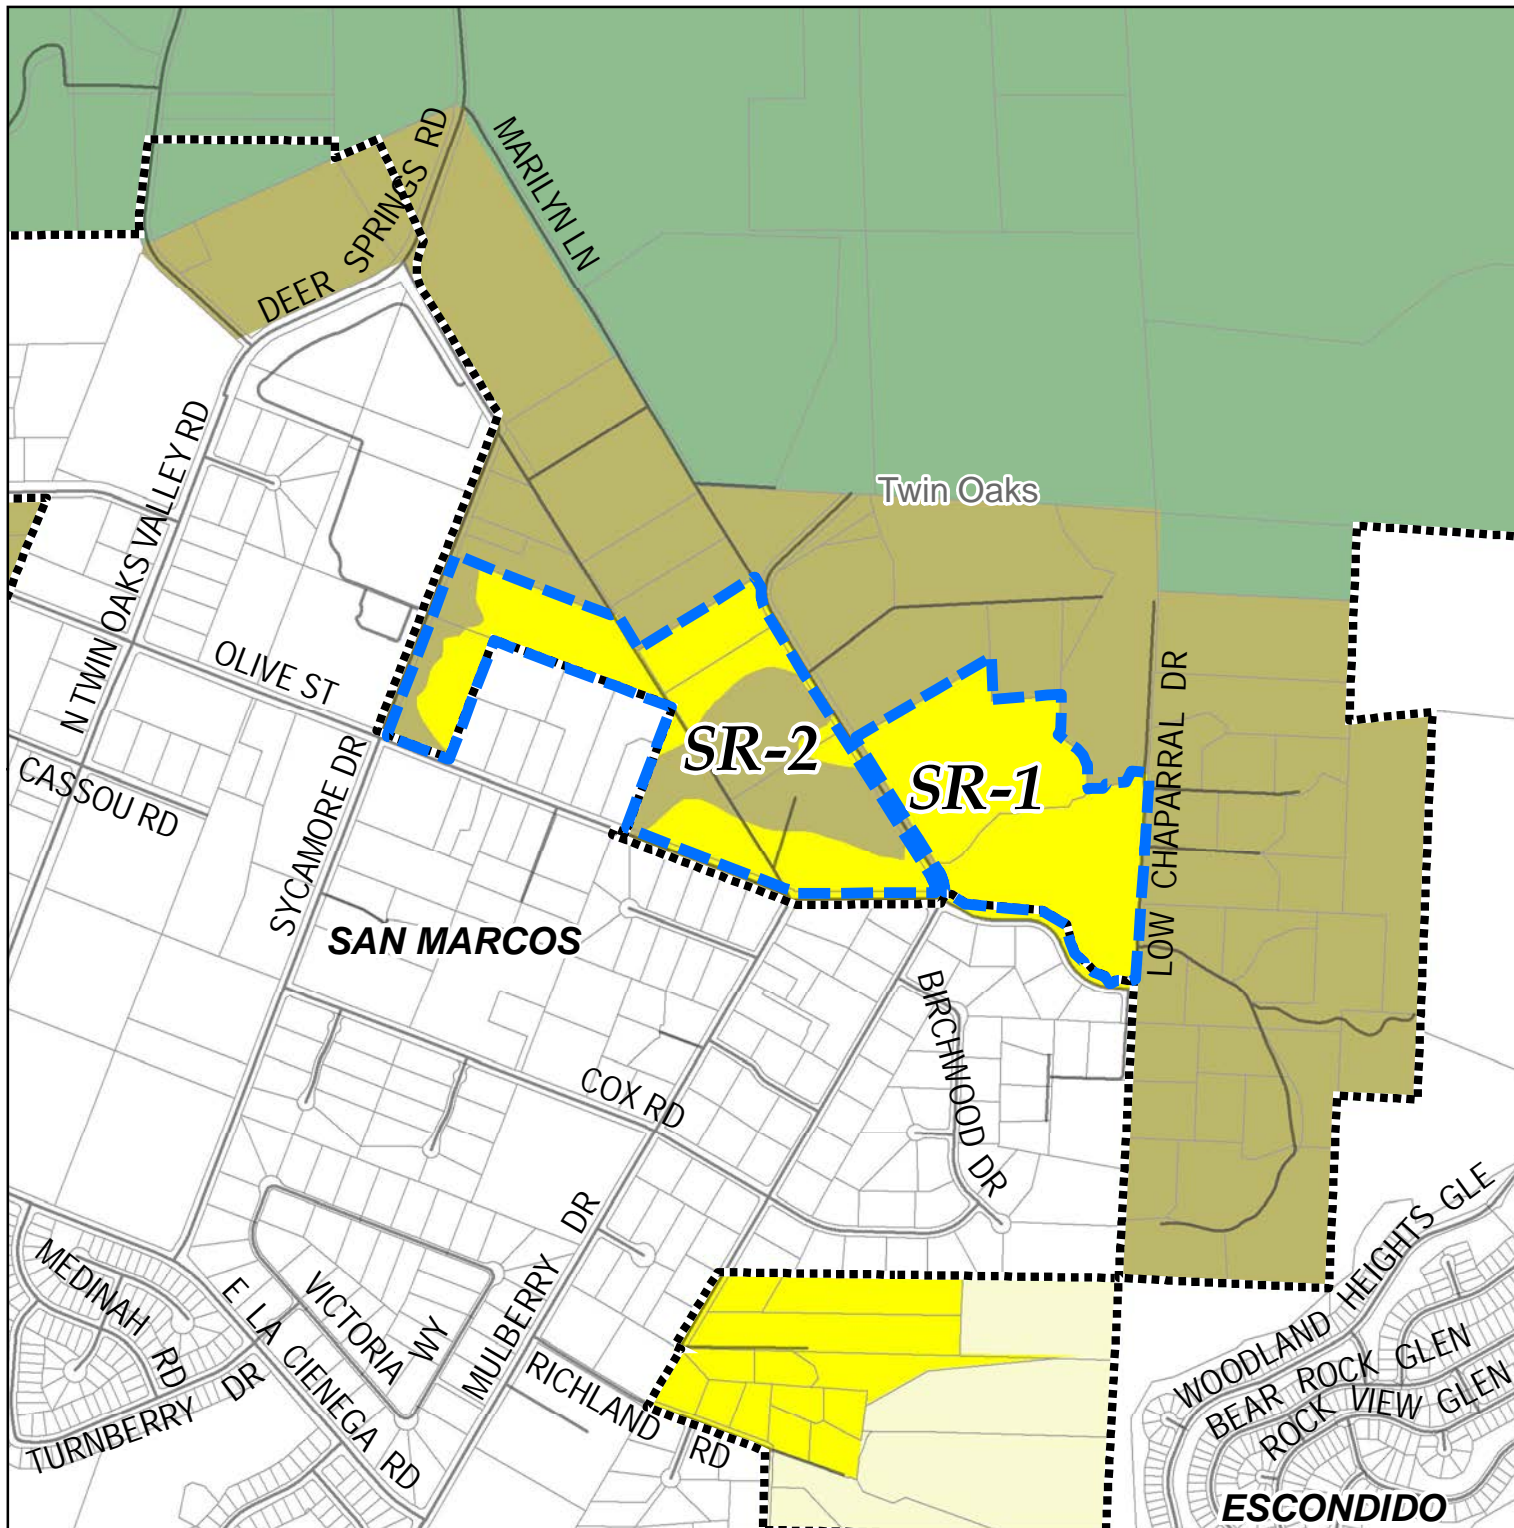 MARILYN LN
DEER SPRINGS RD
N TWIN OAKS VALLEY RD
Twin Oaks
OLIVE ST
SR-2
SR-1
LOW CHAPARRAL DR
CASSOU RD
SYCAMORE DR
SAN MARCOS
BIRCHWOOD DR
COX RD
MEDINAH RD
E LA CIENEGA RD
VICTORIA WY
MULBERRY DR
TURNBERRY DR
RICHLAND RD
WOODLAND HEIGHTS GLE
BEAR ROCK GLEN
ROCK VIEW GLEN
ESCONDIDO